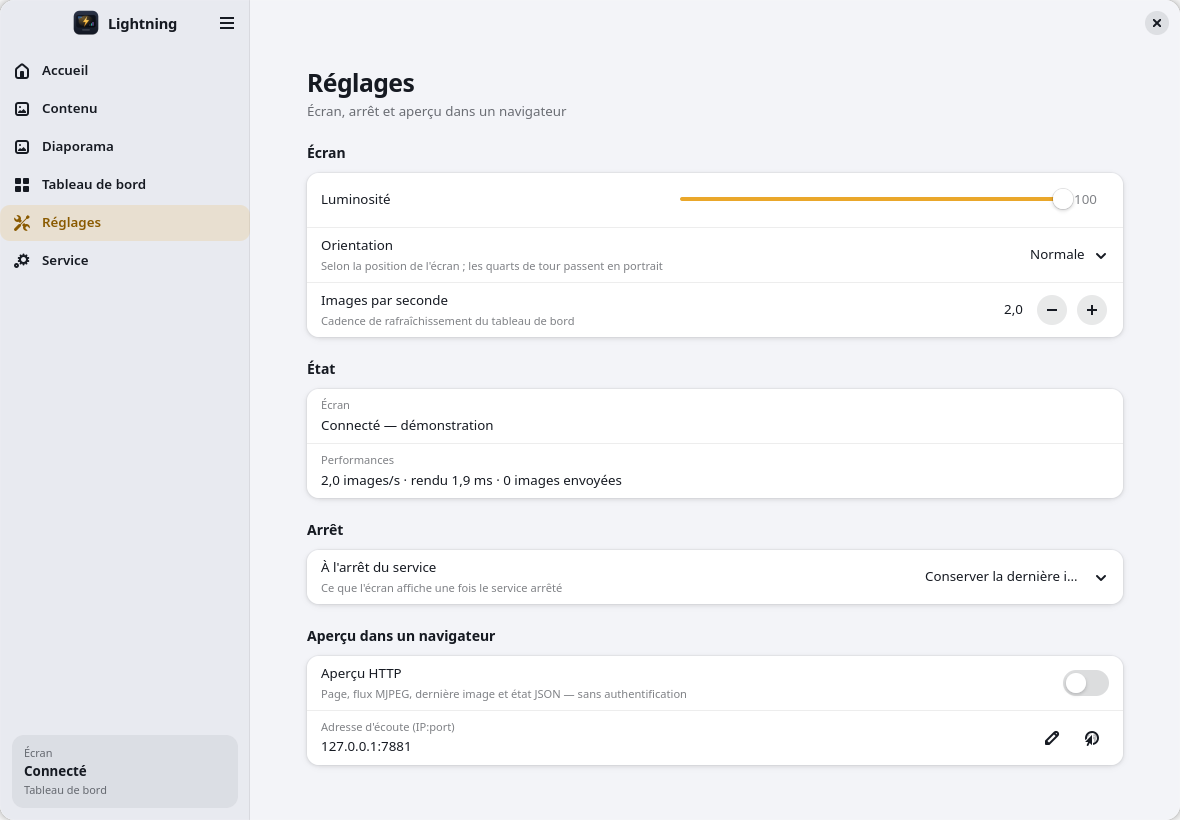 Lightning
Accueil
Contenu
Diaporama
Tableau de bord
Réglages
Service
Écran
Connecté
Tableau de bord
Réglages
Écran, arrêt et aperçu dans un navigateur
Écran
Luminosité
100
Orientation
Selon la position de l'écran ; les quarts de tour passent en portrait
Normale
Images par seconde
Cadence de rafraîchissement du tableau de bord
2,0
État
Écran
Connecté — démonstration
Performances
2,0 images/s · rendu 1,9 ms · 0 images envoyées
Arrêt
À l'arrêt du service
Ce que l'écran affiche une fois le service arrêté
Conserver la dernière i...
Aperçu dans un navigateur
Aperçu HTTP
Page, flux MJPEG, dernière image et état JSON — sans authentification
Adresse d'écoute (IP:port)
127.0.0.1:7881